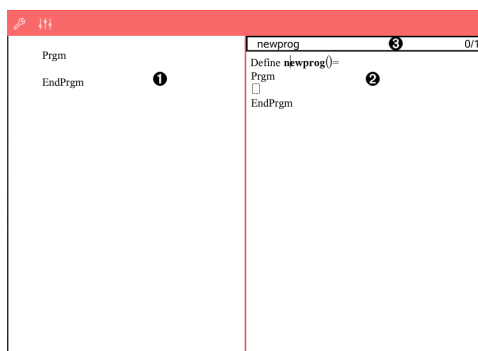 Prgm
EndPrgm
❶
newprog ❸ 0/1
Define newprog()=
Prgm ❷
EndPrgm